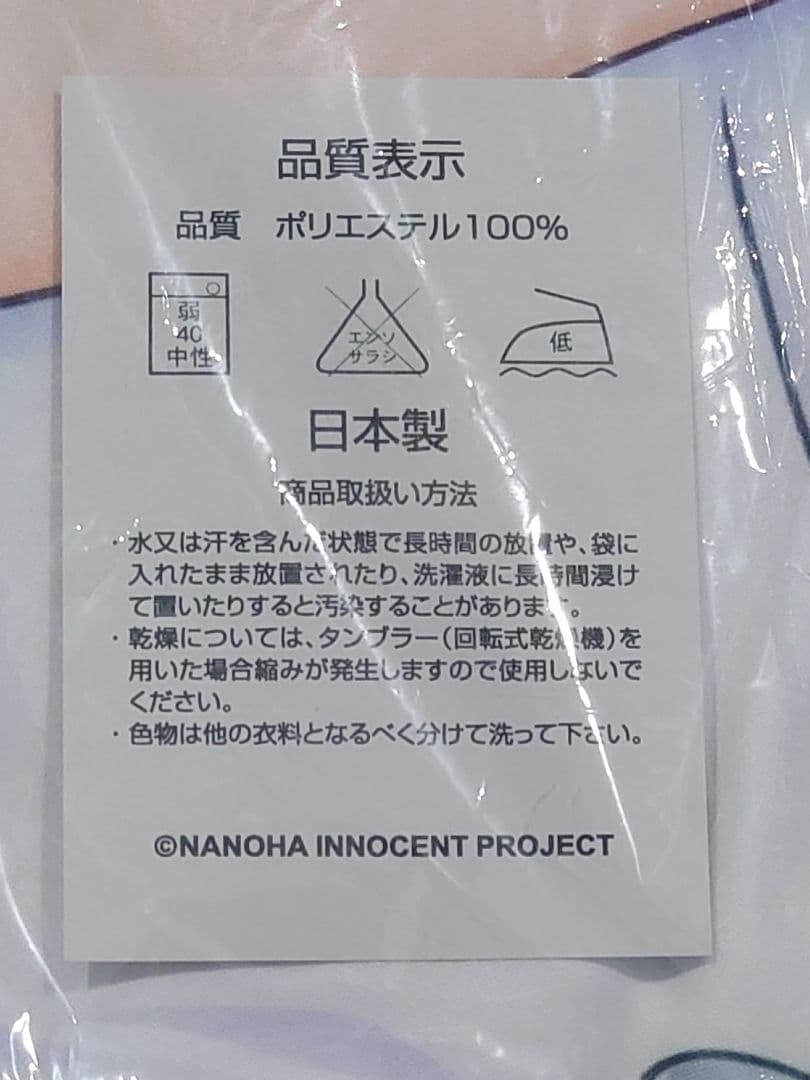 品質表示
品質　ポリエステル100%
弱
40
中性
エンソ
サラシ
低
日本製
商品取扱い方法
・水又は汗を含んだ状態で長時間の放置や、袋に
入れたまま放置されたり、洗濯液に長時間浸け
て置いたりすると汚染することがあります。
・乾燥については、タンブラー（回転式乾燥機）を
用いた場合縮みが発生しますので使用しないで
ください。
・色物は他の衣料となるべく分けて洗って下さい。
©NANOHA INNOCENT PROJECT